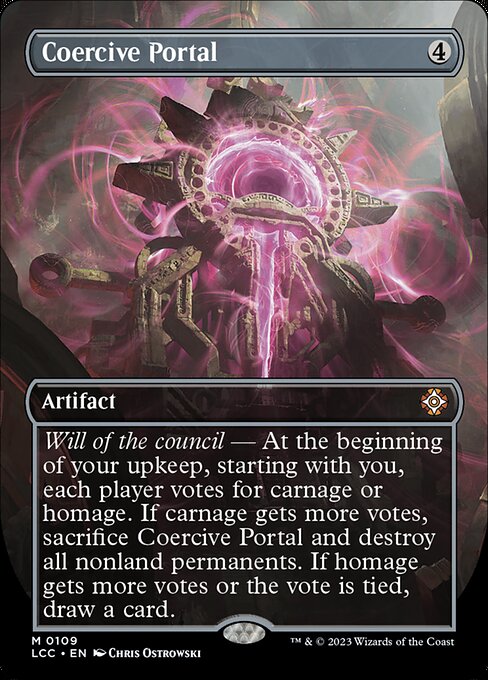 Coercive Portal 4
Artifact
Will of the council — At the beginning
of your upkeep, starting with you,
each player votes for carnage or
homage. If carnage gets more votes,
sacrifice Coercive Portal and destroy
all nonland permanents. If homage
gets more votes or the vote is tied,
draw a card.
M 0109
LCC • EN Chris Ostrowski
™ & © 2023 Wizards of the Coast